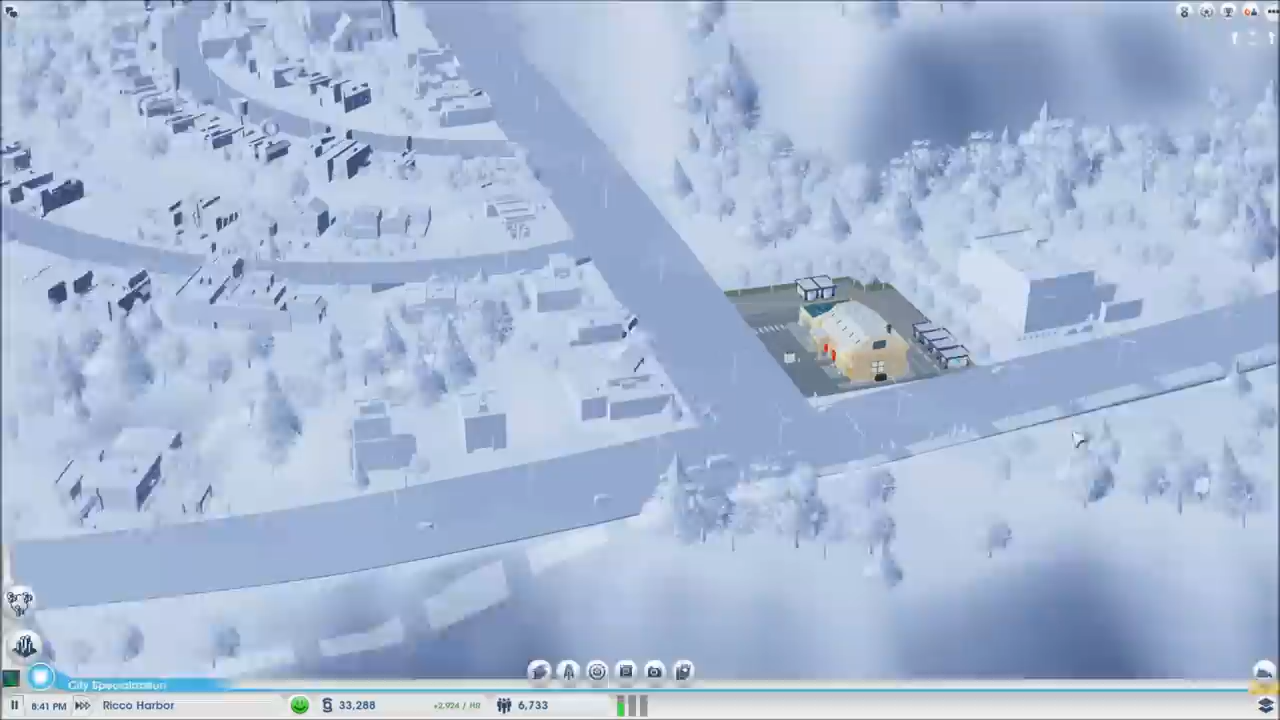 City Specialization
8:41 PM Ricco Harbor 33,288 +2,924 / HR 6,733